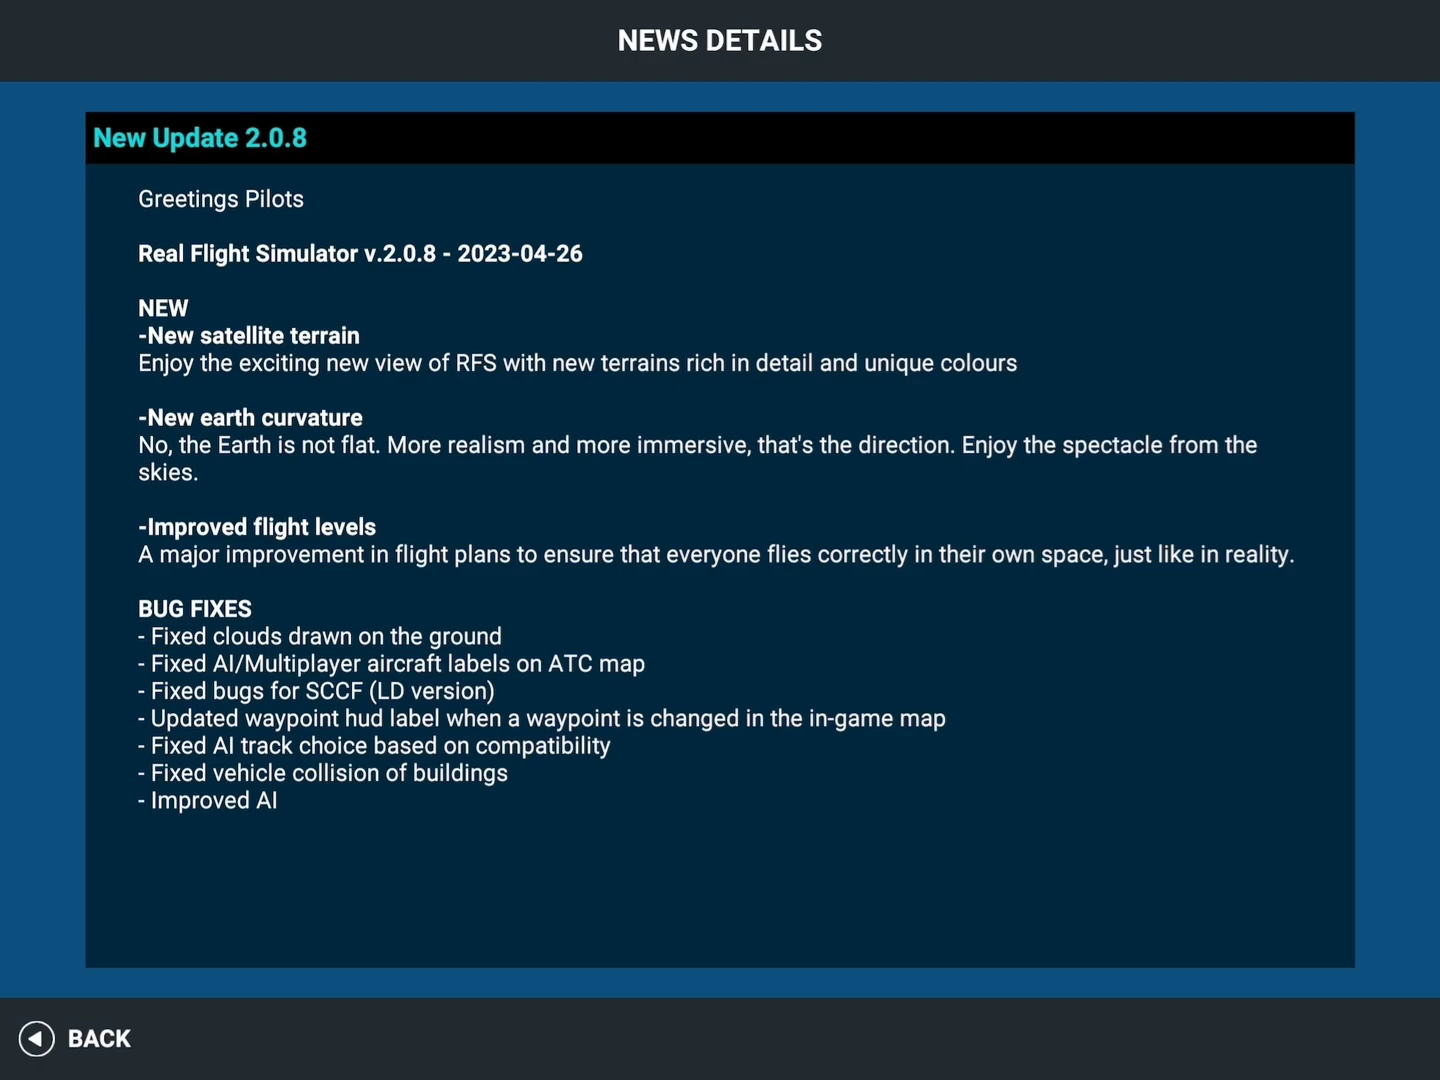 NEWS DETAILS
New Update 2.0.8
Greetings Pilots
Real Flight Simulator v.2.0.8 - 2023-04-26
NEW
-New satellite terrain
Enjoy the exciting new view of RFS with new terrains rich in detail and unique colours
-New earth curvature
No, the Earth is not flat. More realism and more immersive, that's the direction. Enjoy the spectacle from the
skies.
-Improved flight levels
A major improvement in flight plans to ensure that everyone flies correctly in their own space, just like in reality.
BUG FIXES
- Fixed clouds drawn on the ground
- Fixed AI/Multiplayer aircraft labels on ATC map
- Fixed bugs for SCCF (LD version)
- Updated waypoint hud label when a waypoint is changed in the in-game map
- Fixed AI track choice based on compatibility
- Fixed vehicle collision of buildings
- Improved AI
BACK